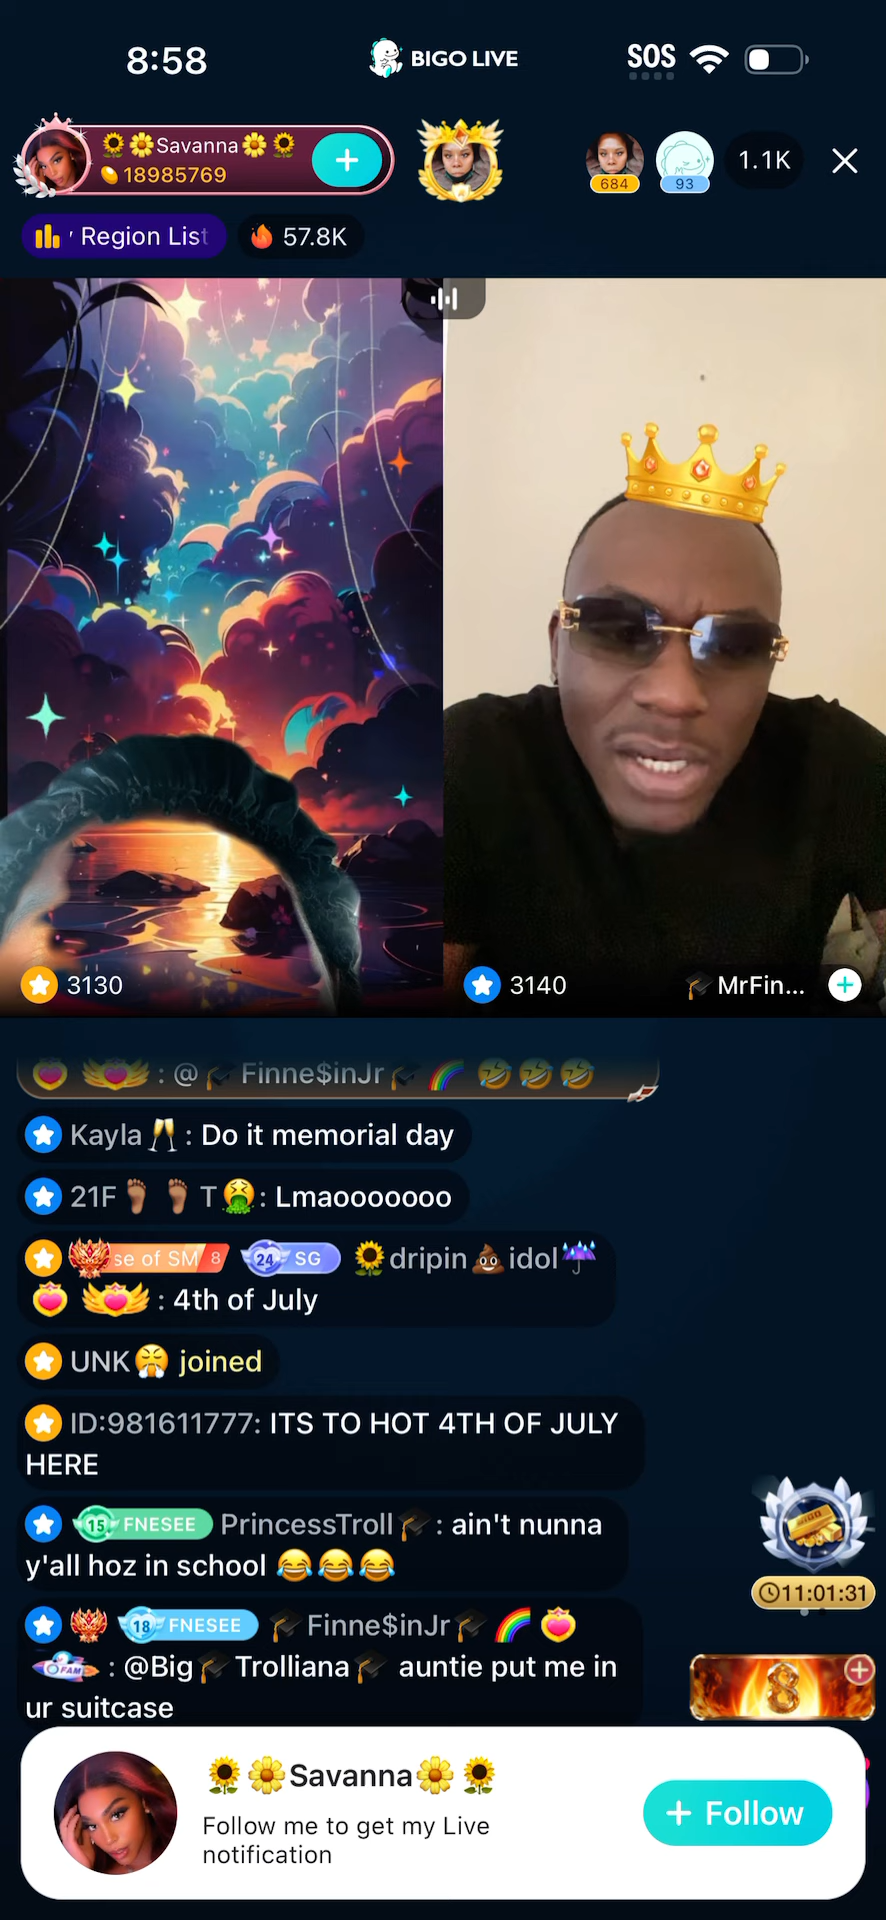 8:58
BIGO LIVE
SOS
🌻🌼Savanna🌼🌻
18985769
684
93
1.1K
Region List
57.8K
3130
3140
🎓MrFin...
: @🎓Finne$inJr🎓🌈🤣🤣🤣
Kayla🥂: Do it memorial day
21F👣👣T🤮: Lmaooooooo
se of SM 8 24 SG 🌻dripin💩idol☔
: 4th of July
UNK😤 joined
ID:981611777: ITS TO HOT 4TH OF JULY
HERE
15 FNESEE PrincessTroll🎓: ain't nunna
y'all hoz in school 😂😂😂
18 FNESEE 🎓Finne$inJr🎓🌈
FAM : @Big🎓Trolliana🎓 auntie put me in
ur suitcase
11:01:31
8
🌻🌼Savanna🌼🌻
Follow me to get my Live
notification
+ Follow